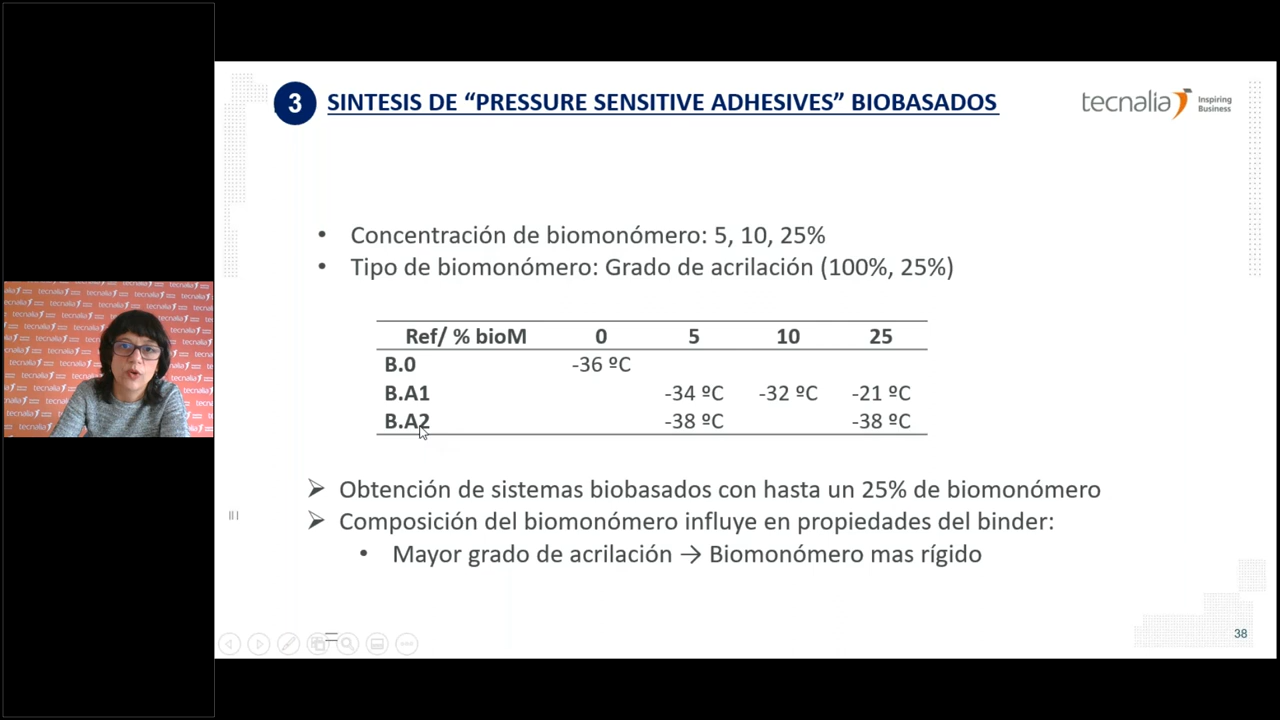 3 SINTESIS DE “PRESSURE SENSITIVE ADHESIVES” BIOBASADOS
tecnalia Inspiring
Business
• Concentración de biomonómero: 5, 10, 25%
• Tipo de biomonómero: Grado de acrilación (100%, 25%)
Ref/ % bioM 0 5 10 25
B.0 -36 ºC
B.A1 -34 ºC -32 ºC -21 ºC
B.A2 -38 ºC -38 ºC
Obtención de sistemas biobasados con hasta un 25% de biomonómero
Composición del biomonómero influye en propiedades del binder:
• Mayor grado de acrilación → Biomonómero mas rígido
38